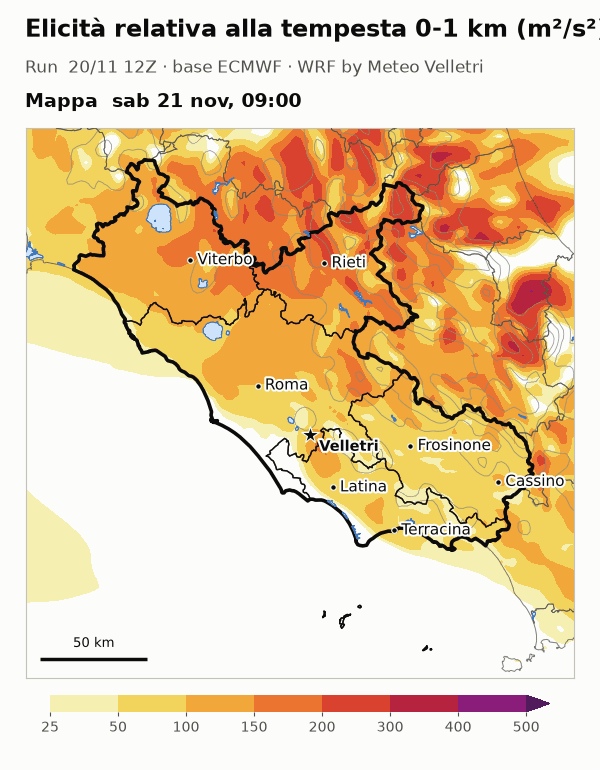 Elicità relativa alla tempesta 0-1 km (m²/s²)
Run 20/11 12Z · base ECMWF · WRF by Meteo Velletri
Mappa sab 21 nov, 09:00
Viterbo
Rieti
Roma
Velletri
Frosinone
Cassino
Latina
Terracina
50 km
25 50 100 150 200 300 400 500